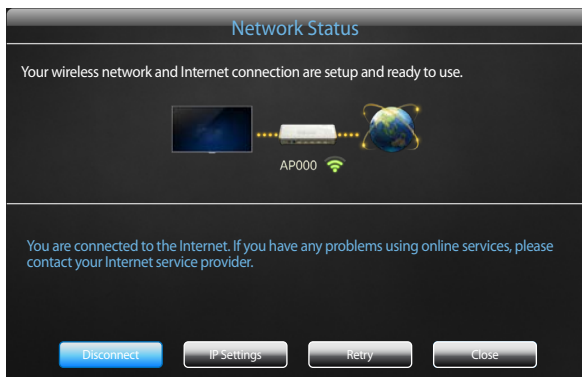 Network Status
Your wireless network and Internet connection are setup and ready to use.
AP000
You are connected to the Internet. If you have any problems using online services, please
contact your Internet service provider.
Disconnect
IP Settings
Retry
Close